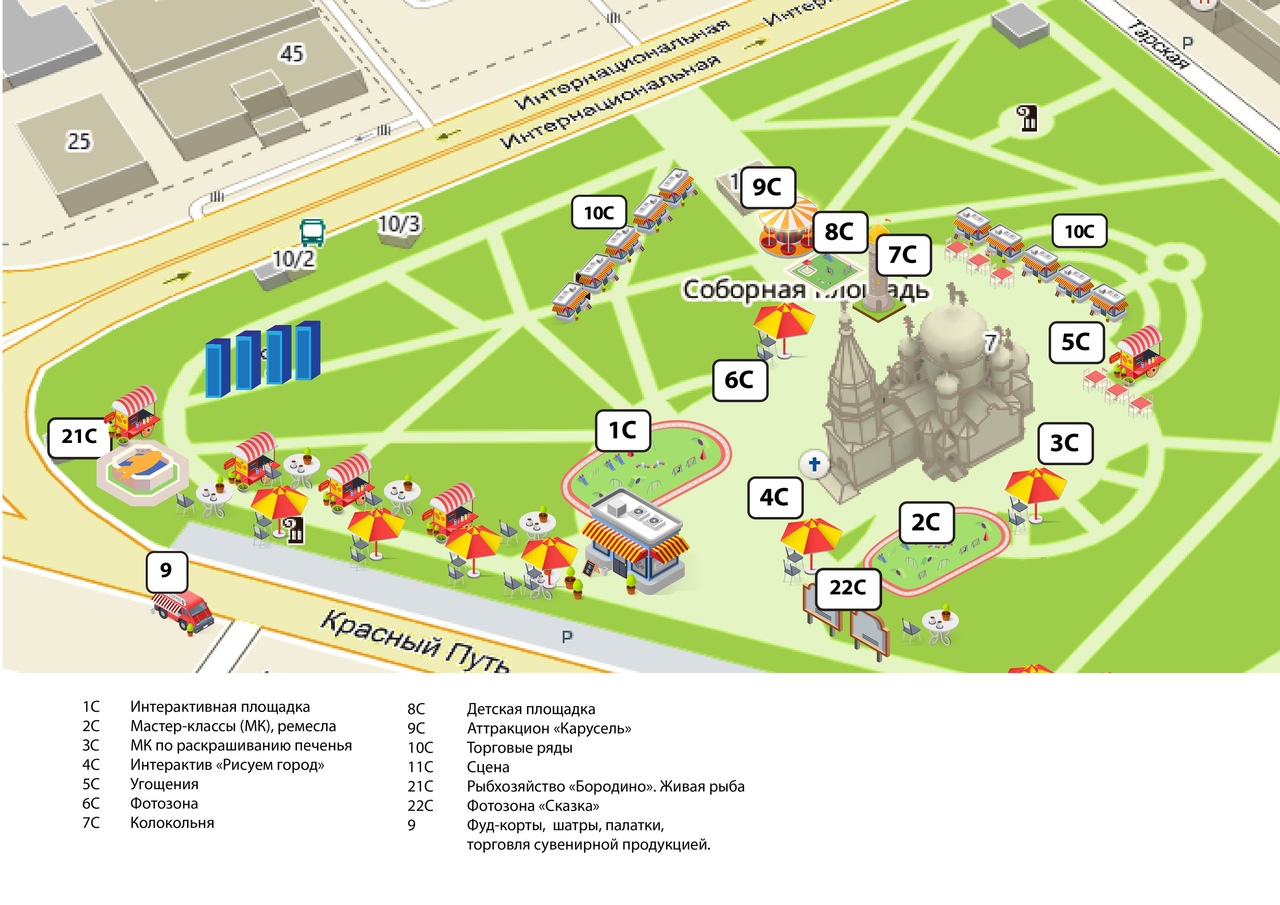 Интернациональная
Интернациональная
Тарская
P
45
25
10/3
10/2
10С
9С
8С
7С
10С
Соборная площадь
7
5С
6С
1С
21С
3С
4С
2С
22С
9
Красный Путь
P
1С Интерактивная площадка
2С Мастер-классы (МК), ремесла
3С МК по раскрашиванию печенья
4С Интерактив «Рисуем город»
5С Угощения
6С Фотозона
7С Колокольня
8С Детская площадка
9С Аттракцион «Карусель»
10С Торговые ряды
11С Сцена
21С Рыбхозяйство «Бородино». Живая рыба
22С Фотозона «Сказка»
9 Фуд-корты, шатры, палатки,
торговля сувенирной продукцией.